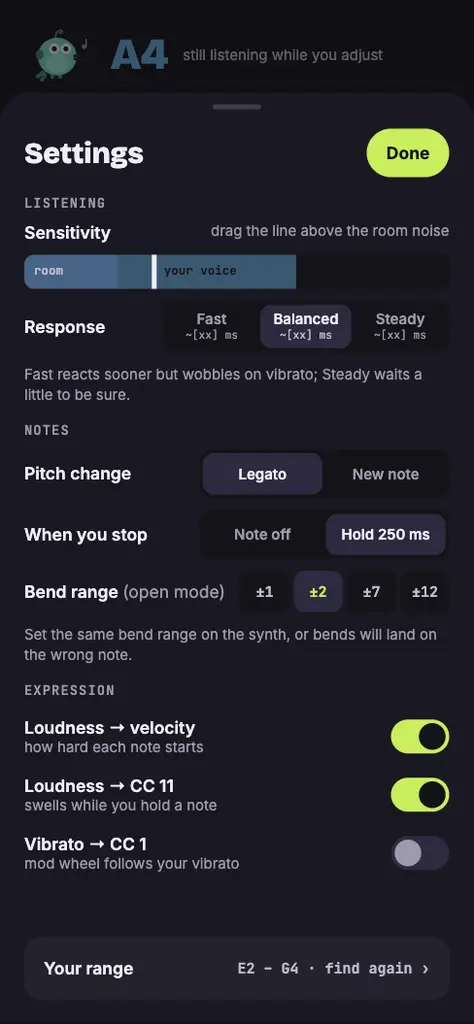 A4 still listening while you adjust
Settings
Done
LISTENING
Sensitivity
drag the line above the room noise
room
your voice
Response
Fast
~[xx] ms
Balanced
~[xx] ms
Steady
~[xx] ms
Fast reacts sooner but wobbles on vibrato; Steady waits a
little to be sure.
NOTES
Pitch change
Legato
New note
When you stop
Note off
Hold 250 ms
Bend range (open mode)
±1
±2
±7
±12
Set the same bend range on the synth, or bends will land on
the wrong note.
EXPRESSION
Loudness → velocity
how hard each note starts
Loudness → CC 11
swells while you hold a note
Vibrato → CC 1
mod wheel follows your vibrato
Your range
E2 – G4 · find again ›